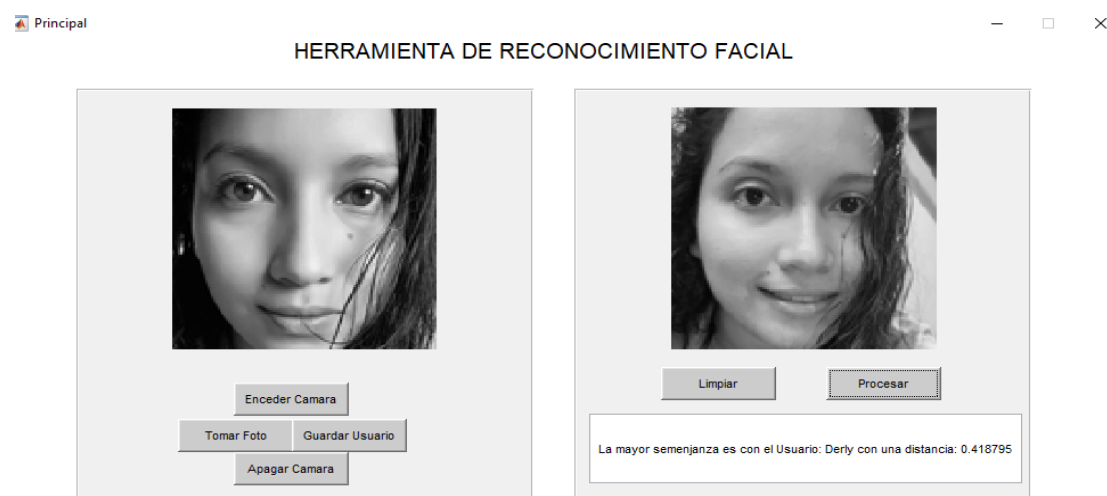 Principal
HERRAMIENTA DE RECONOCIMIENTO FACIAL
Enceder Camara
Tomar Foto
Guardar Usuario
Apagar Camara
Limpiar
Procesar
La mayor semenjanza es con el Usuario: Derly con una distancia: 0.418795